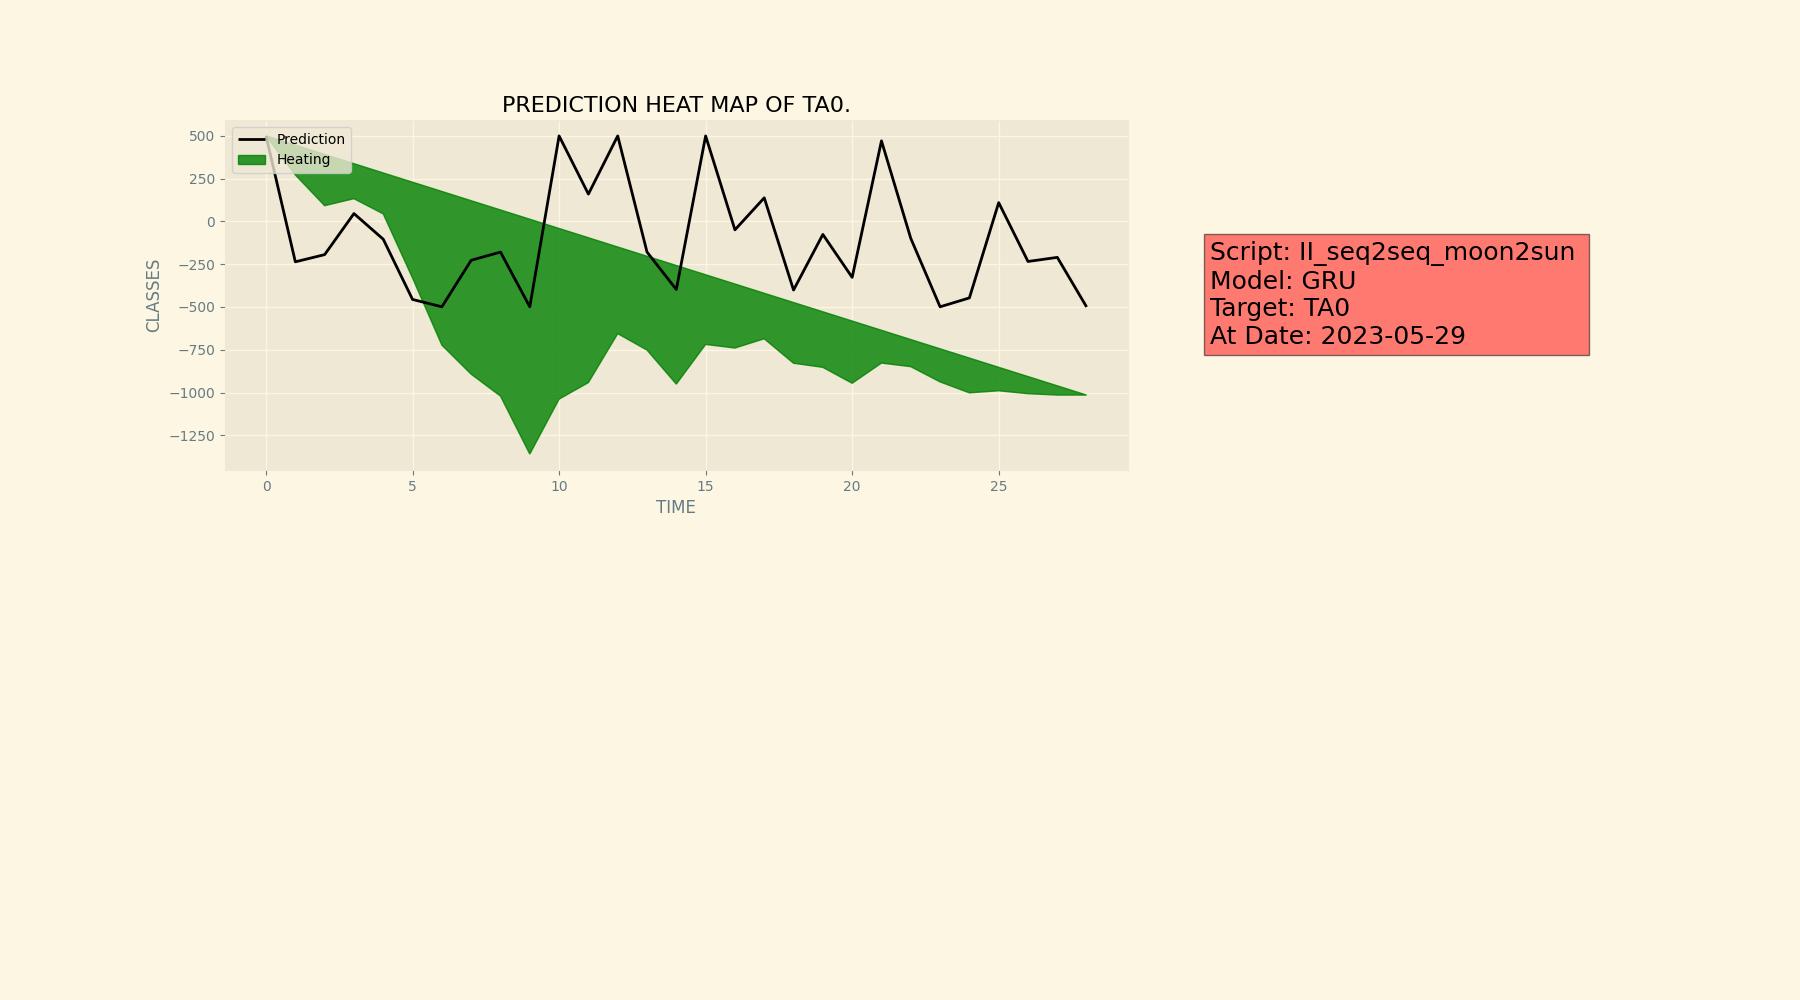 PREDICTION HEAT MAP OF TA0.
Prediction
Heating
500
250
0
−250
−500
−750
−1000
−1250
CLASSES
0 5 10 15 20 25
TIME
Script: II_seq2seq_moon2sun
Model: GRU
Target: TA0
At Date: 2023-05-29